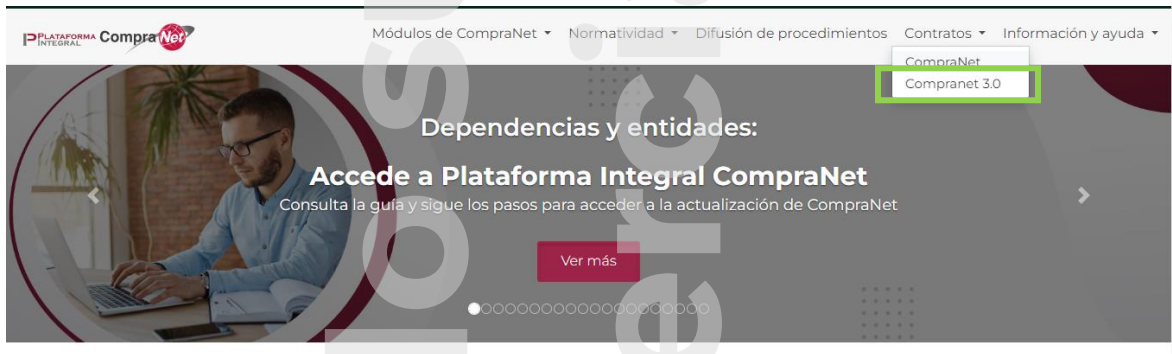 PLATAFORMA INTEGRAL CompraNet
Módulos de CompraNet Normatividad Difusión de procedimientos Contratos Información y ayuda
CompraNet
Compranet 3.0
Dependencias y entidades:
Accede a Plataforma Integral CompraNet
Consulta la guía y sigue los pasos para acceder a la actualización de CompraNet
Ver más